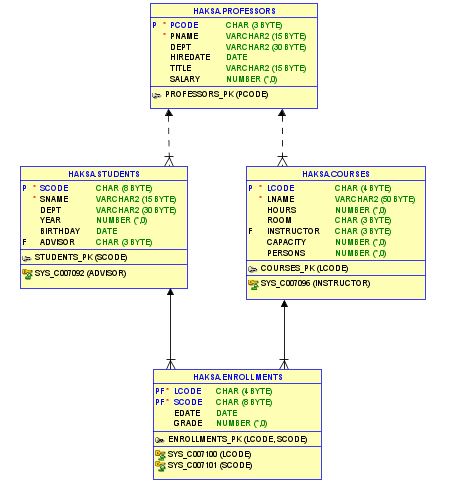 HAKSA.PROFESSORS
P * PCODE CHAR (3 BYTE)
* PNAME VARCHAR2 (15 BYTE)
DEPT VARCHAR2 (30 BYTE)
HIREDATE DATE
TITLE VARCHAR2 (15 BYTE)
SALARY NUMBER (*,0)
PROFESSORS_PK (PCODE)
HAKSA.STUDENTS
P * SCODE CHAR (8 BYTE)
* SNAME VARCHAR2 (15 BYTE)
DEPT VARCHAR2 (30 BYTE)
YEAR NUMBER (*,0)
BIRTHDAY DATE
F ADVISOR CHAR (3 BYTE)
STUDENTS_PK (SCODE)
SYS_C007092 (ADVISOR)
HAKSA.COURSES
P * LCODE CHAR (4 BYTE)
* LNAME VARCHAR2 (50 BYTE)
HOURS NUMBER (*,0)
ROOM CHAR (3 BYTE)
F INSTRUCTOR CHAR (3 BYTE)
CAPACITY NUMBER (*,0)
PERSONS NUMBER (*,0)
COURSES_PK (LCODE)
SYS_C007096 (INSTRUCTOR)
HAKSA.ENROLLMENTS
PF * LCODE CHAR (4 BYTE)
PF * SCODE CHAR (8 BYTE)
EDATE DATE
GRADE NUMBER (*,0)
ENROLLMENTS_PK (LCODE, SCODE)
SYS_C007100 (LCODE)
SYS_C007101 (SCODE)